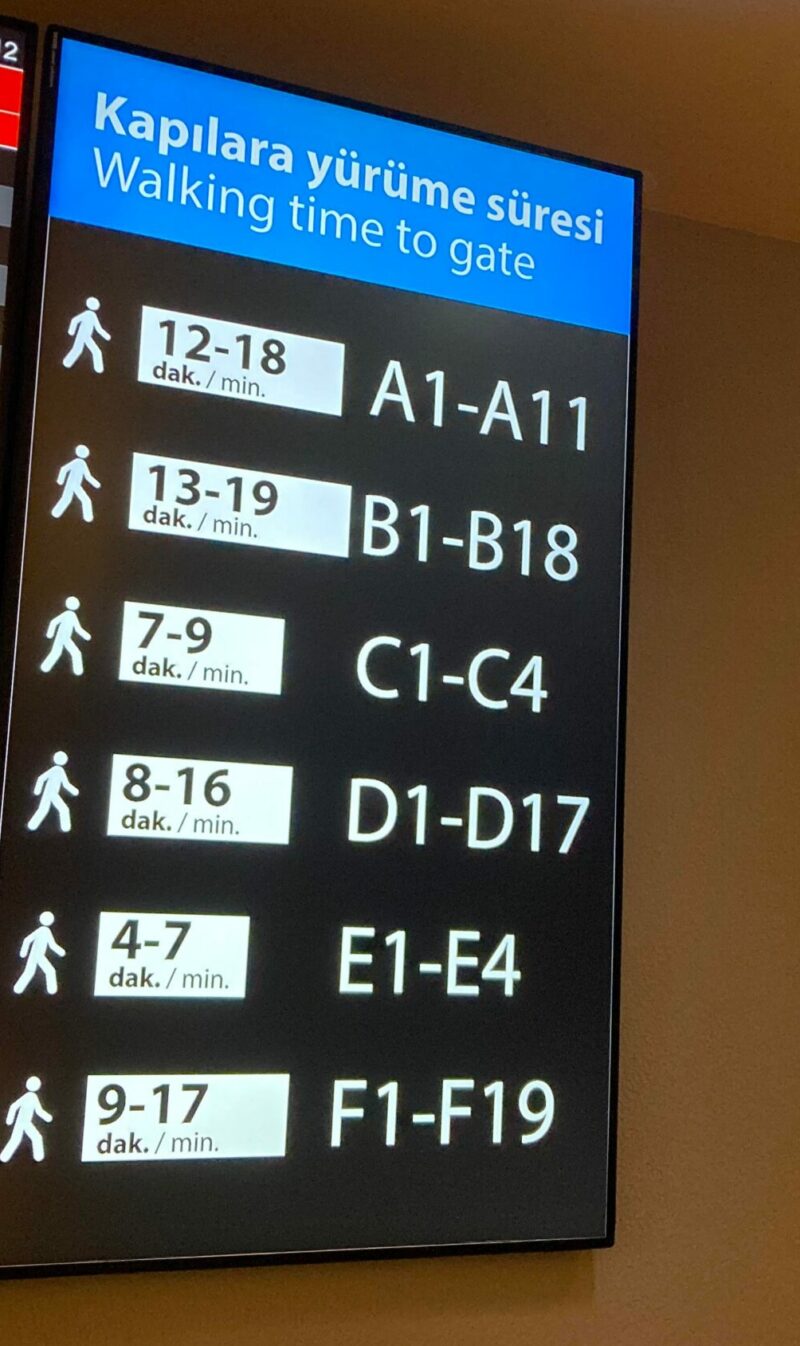 12
Kapılara yürüme süresi
Walking time to gate
12-18
dak. / min.
A1-A11
13-19
dak. / min.
B1-B18
7-9
dak. / min.
C1-C4
8-16
dak. / min.
D1-D17
4-7
dak. / min.
E1-E4
9-17
dak. / min.
F1-F19